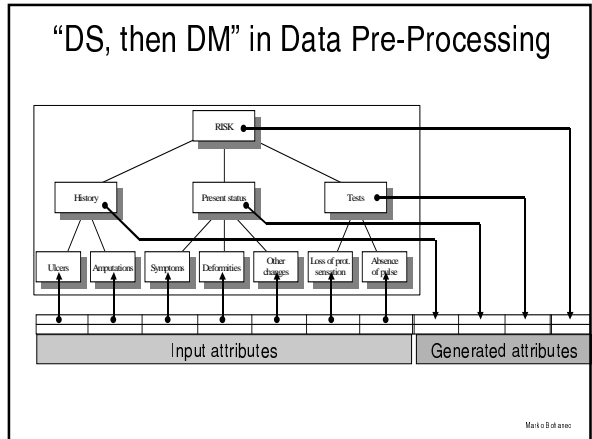 “DS, then DM” in Data Pre-Processing
RISK
History
Present status
Tests
Ulcers
Amputations
Symptoms
Deformities
Other
changes
Loss of prot.
sensation
Absence
of pulse
Input attributes
Generated attributes
Marko Bohanec